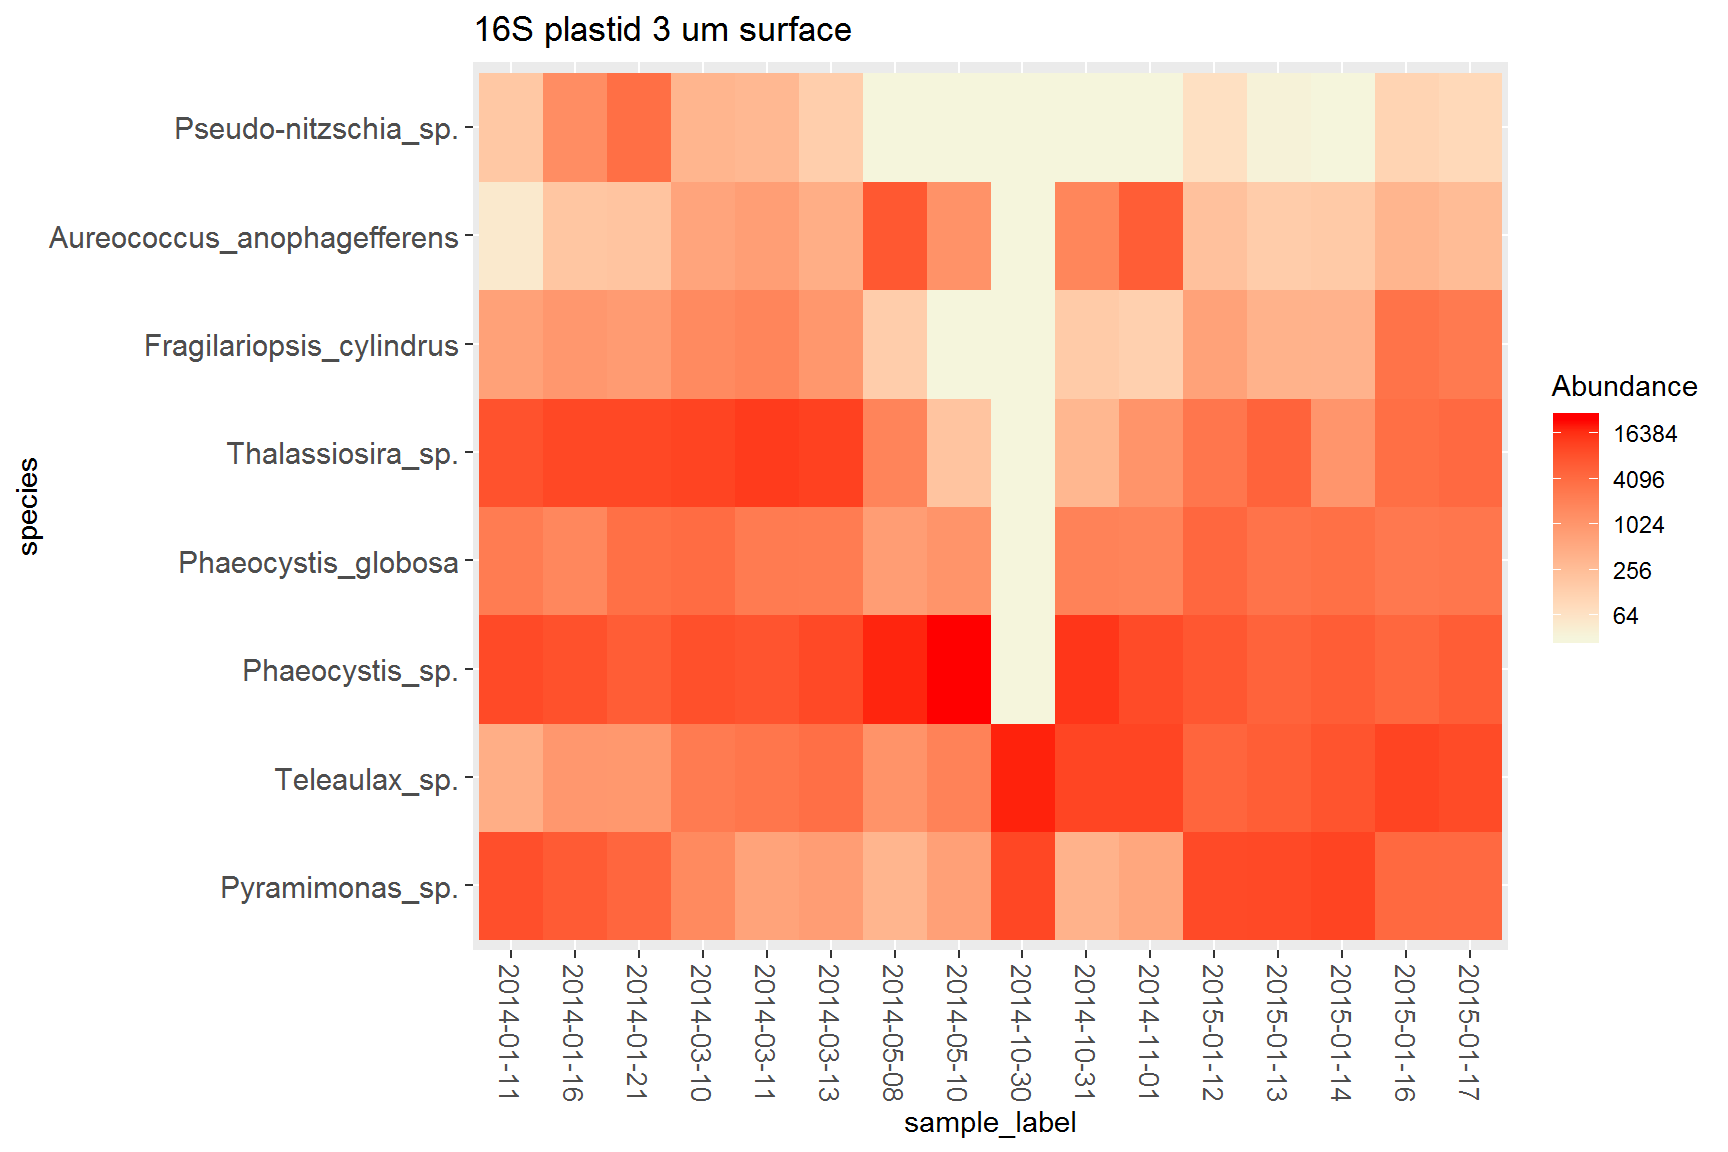 16S plastid 3 um surface
species
Pseudo-nitzschia_sp.
Aureococcus_anophagefferens
Fragilariopsis_cylindrus
Thalassiosira_sp.
Phaeocystis_globosa
Phaeocystis_sp.
Teleaulax_sp.
Pyramimonas_sp.
2014-01-11
2014-01-16
2014-01-21
2014-03-10
2014-03-11
2014-03-13
2014-05-08
2014-05-10
2014-10-30
2014-10-31
2014-11-01
2015-01-12
2015-01-13
2015-01-14
2015-01-16
2015-01-17
sample_label
Abundance
16384
4096
1024
256
64